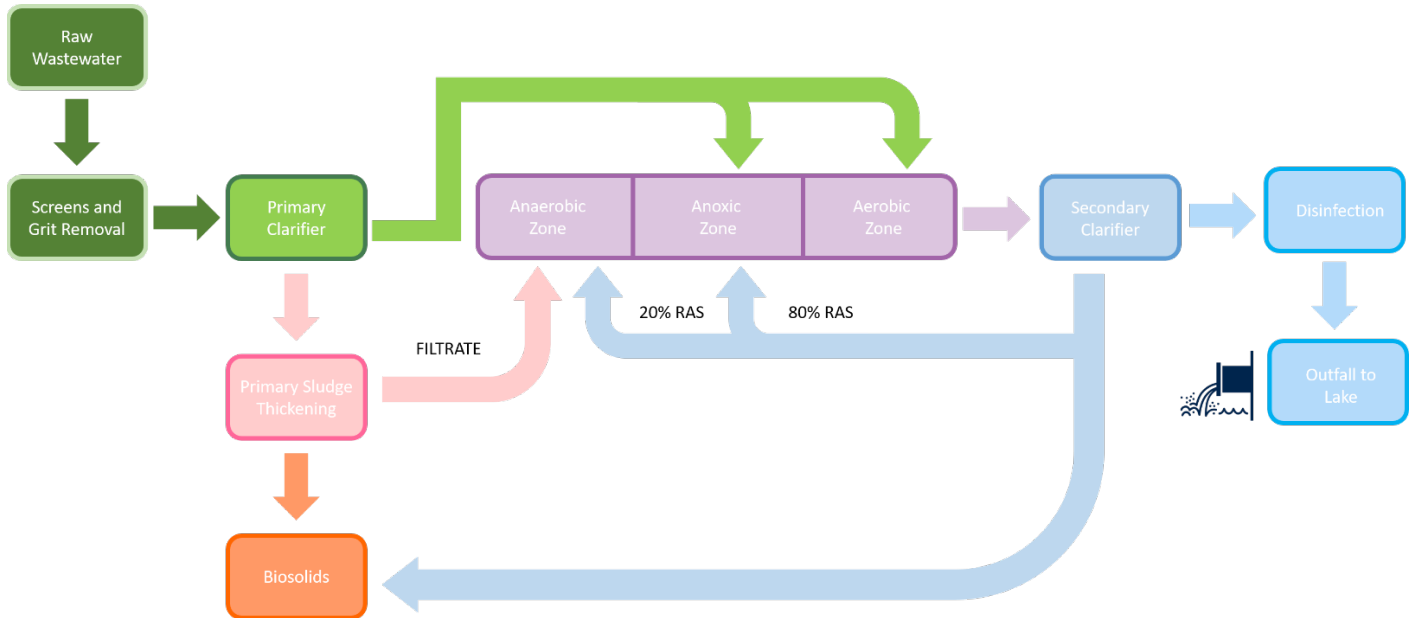 Raw
Wastewater
Screens and
Grit Removal
Primary
Clarifier
Anaerobic
Zone
Anoxic
Zone
Aerobic
Zone
Secondary
Clarifier
Disinfection
20% RAS
80% RAS
FILTRATE
Primary Sludge
Thickening
Outfall to
Lake
Biosolids